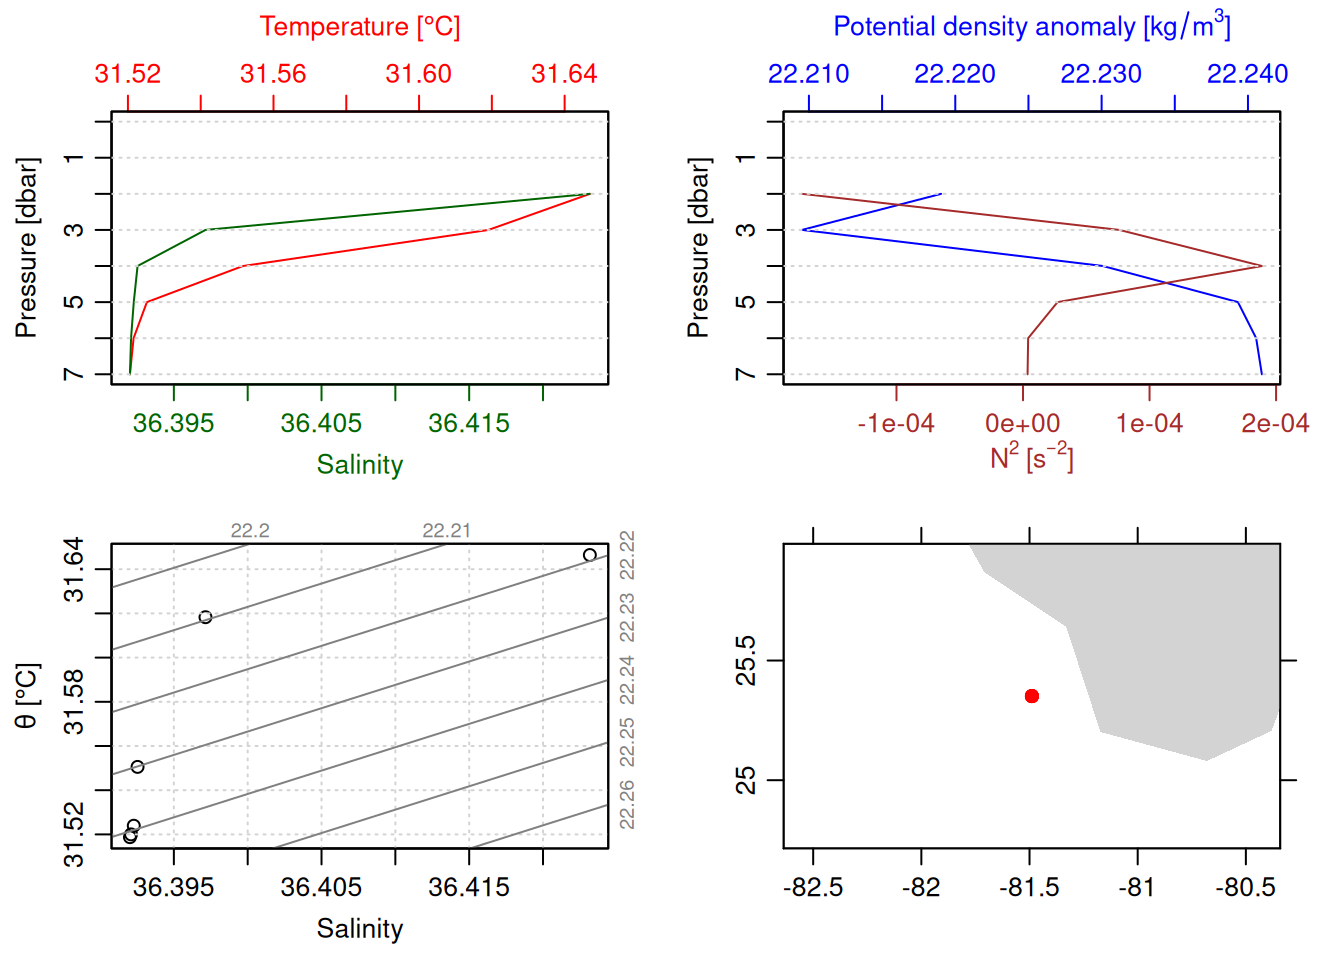 Temperature [°C]
31.52 31.56 31.60 31.64
Pressure [dbar]
1
3
5
7
36.395 36.405 36.415
Salinity
Potential density anomaly [kg/m³]
22.210 22.220 22.230 22.240
Pressure [dbar]
1
3
5
7
-1e-04 0e+00 1e-04 2e-04
N² [s⁻²]
22.2 22.21
22.22
22.23
22.24
22.25
22.26
θ [°C]
31.64
31.58
31.52
36.395 36.405 36.415
Salinity
25.5
25
-82.5 -82 -81.5 -81 -80.5